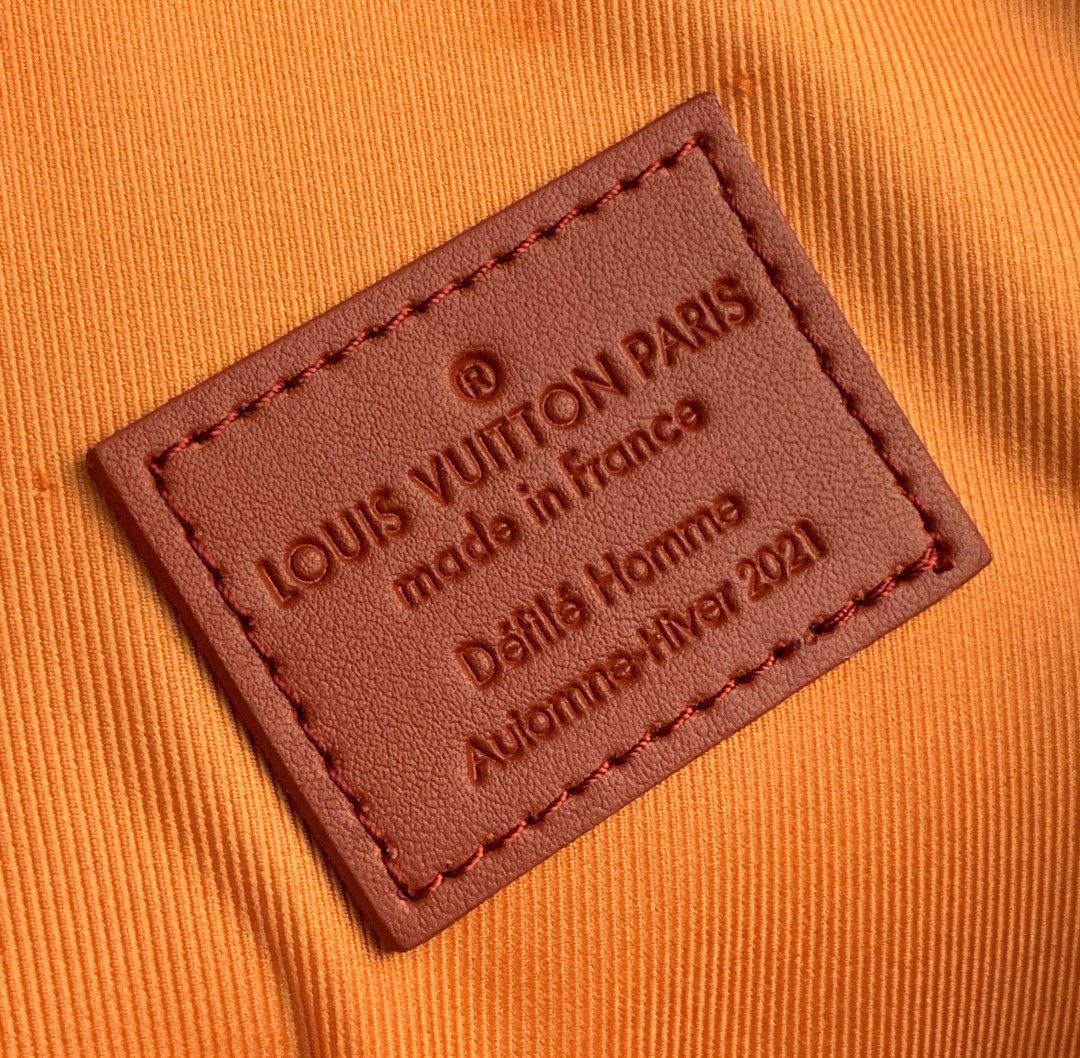 ®
LOUIS VUITTON PARIS
made in France
Défilé Homme
Automne-Hiver 2021